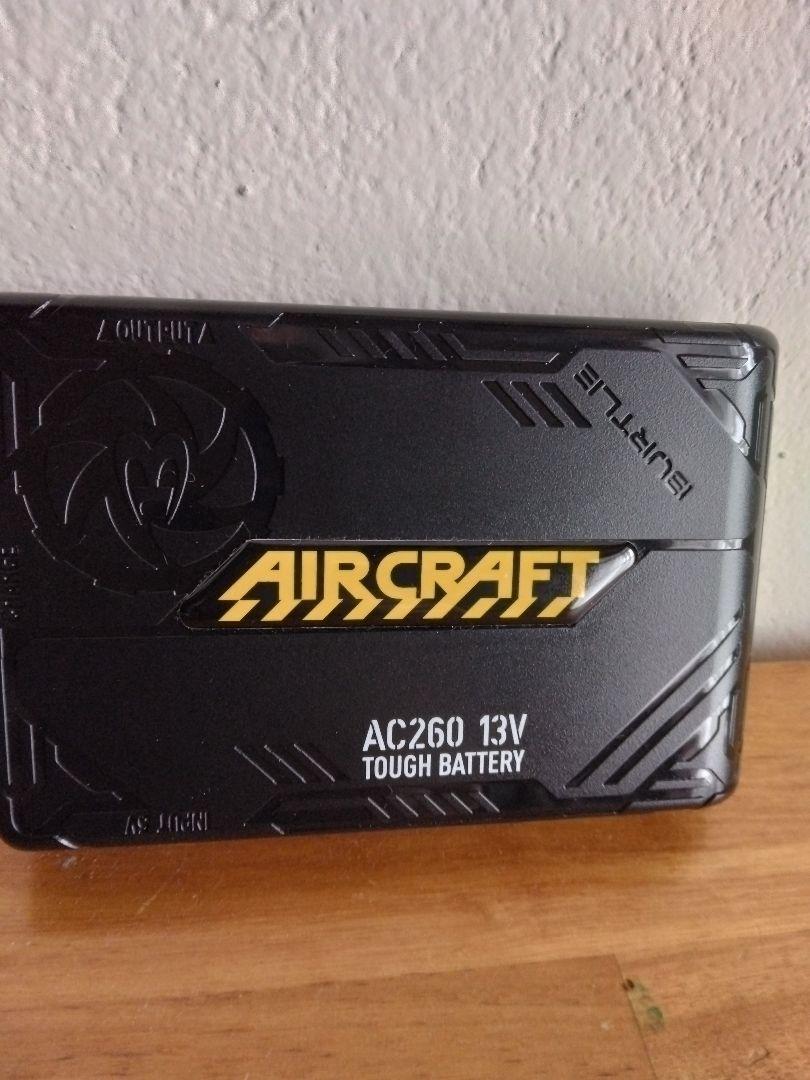 OUTPUT
BURTLE
AIRCRAFT
AC260 13V
TOUGH BATTERY
INPUT 5V